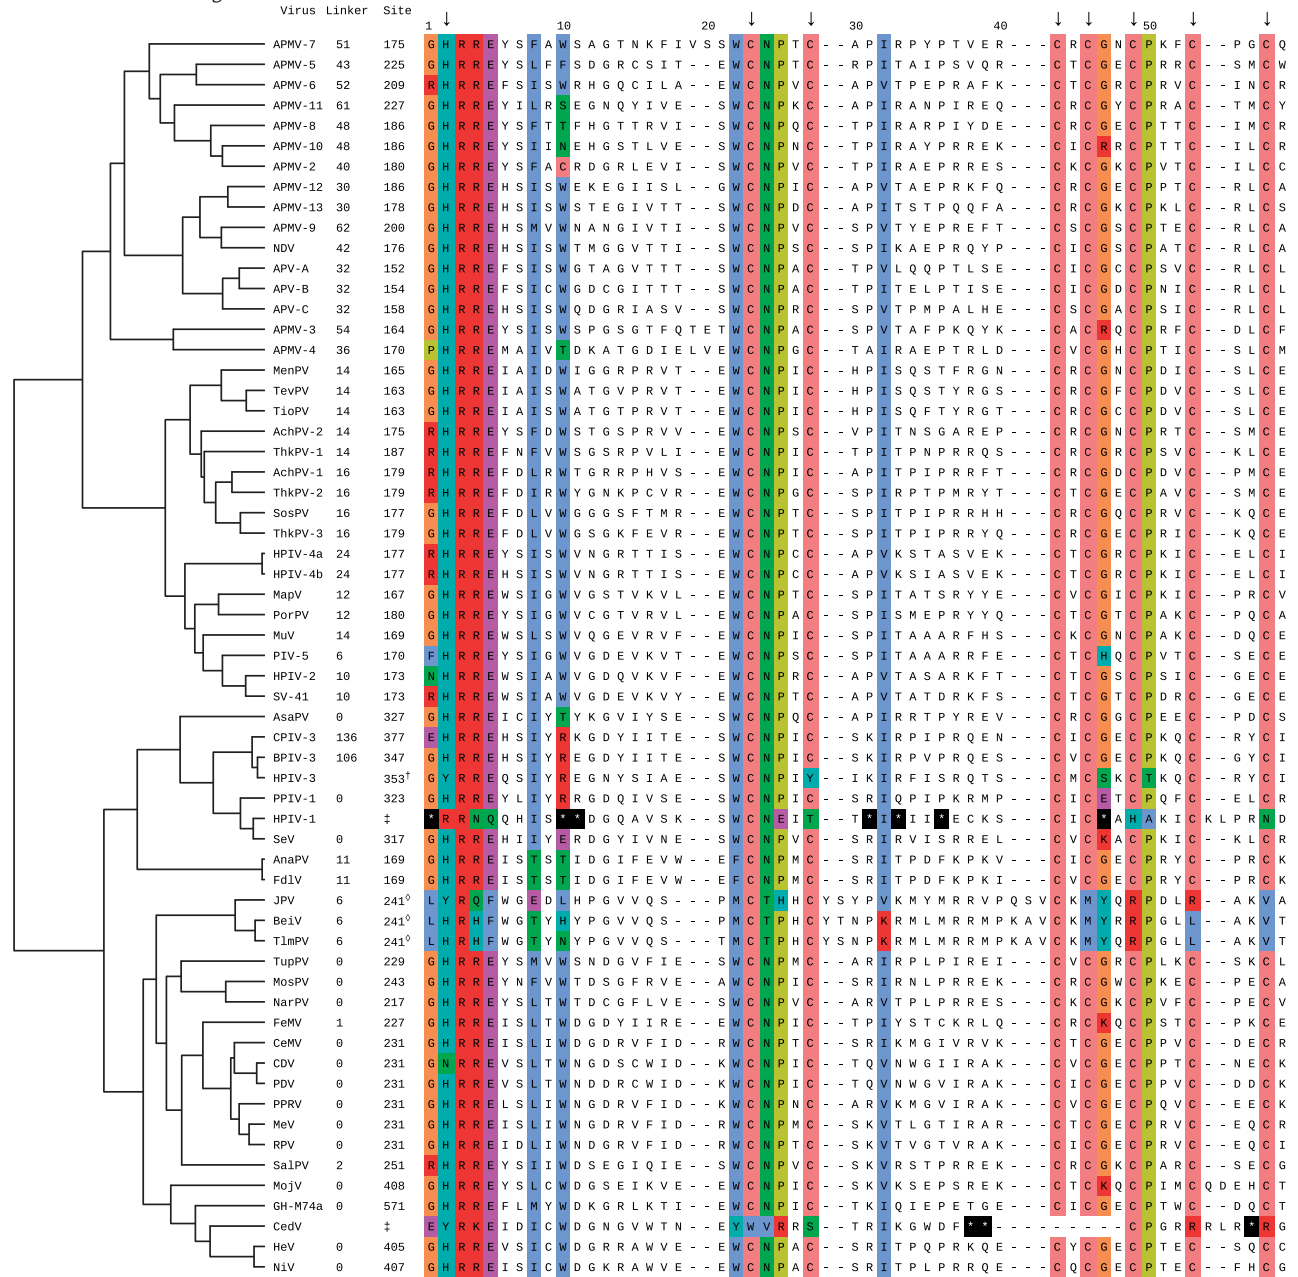 Virus Linker Site
1 ↓ 10 20 ↓ ↓ 30 40 ↓ ↓ ↓ 50 ↓ ↓
APMV-7 51 175 GHRREYSFAWSAGTNKFIVSSWCNPTC--APIRPYPTVER---CRCGNCPKFC--PGCQ
APMV-5 43 225 GHRREYSLFFSDGRCSIT--EWCNPTC--RPITAIPSVQR---CTCGECPRRC--SMCW
APMV-6 52 209 RHRREFSISWRHGQCILA--EWCNPVC--APVTPEPRAFK---CTCGRCPRVC--INCR
APMV-11 61 227 GHRREYILRSEGNQYIVE--SWCNPKC--APIRANPIREQ---CRCGYCPRAC--TMCY
APMV-8 48 186 GHRREYSFTTFHGTTRVI--SWCNPQC--TPIRARPIYDE---CRCGECPTTC--IMCR
APMV-10 48 186 GHRREYSIINEHGSTLVE--SWCNPNC--TPIRAYPRREK---CICRRCPTTC--ILCR
APMV-2 40 180 GHRREYSFACRDGRLEVI--SWCNPVC--TPIRAEPRRES---CKCGKCPVTC--ILCC
APMV-12 30 186 GHRREHSISWEKEGIISL--GWCNPIC--APVTAEPRKFQ---CRCGECPPTC--RLCA
APMV-13 30 178 GHRREHSISWSTEGIVTT--SWCNPDC--APITSTPQQFA---CRCGKCPKLC--RLCS
APMV-9 62 200 GHRREHSMVWNANGIVTI--SWCNPVC--SPVTYEPREFT---CSCGSCPTEC--RLCA
NDV 42 176 GHRREHSISWTMGGVTTI--SWCNPSC--SPIKAEPRQYP---CICGSCPATC--RLCA
APV-A 32 152 GHRREFSISWGTAGVTTT--SWCNPAC--TPVLQQPTLSE---CICGCCPSVC--RLCL
APV-B 32 154 GHRREFSICWGDCGITTT--SWCNPAC--TPITELPTISE---CICGDCPNIC--RLCL
APV-C 32 158 GHRREHSISWQDGRIASV--SWCNPRC--SPVTPMPALHE---CSCGACPSIC--RLCL
APMV-3 54 164 GHRREYSISWSPGSGTFQTETWCNPAC--SPVTAFPKQYK---CACRQCPRFC--DLCF
APMV-4 36 170 PHRREMAIVTDKATGDIELVEWCNPGC--TAIRAEPTRLD---CVCGHCPTIC--SLCM
MenPV 14 165 GHRREIAIDWIGGRPRVT--EWCNPIC--HPISQSTFRGN---CRCGNCPDIC--SLCE
TevPV 14 163 GHRREIAISWATGVPRVT--EWCNPTC--HPISQSTYRGS---CRCGFCPDVC--SLCE
TioPV 14 163 GHRREIAISWATGTPRVT--EWCNPIC--HPISQFTYRGT---CRCGCCPDVC--SLCE
AchPV-2 14 175 RHRREYSFDWSTGSPRVV--EWCNPSC--VPITNSGAREP---CRCGNCPRTC--SMCE
ThkPV-1 14 187 RHRREFNFVWSGSRPVLI--EWCNPTC--TPITPNPRRQS---CRCGRCPRVC--NLCE
AchPV-1 16 179 RHRREFDLRWTGRRPHVS--EWCNPIC--APITPIPRRFT---CRCGDCPDVC--PMCE
ThkPV-2 16 179 RHRREFDIRWYGNKPCVR--EWCNPGC--SPIRPTPMRYT---CTCGECPAVC--SMCE
SosPV 16 177 GHRREFDLVWGGGSFTMR--EWCNPTC--SPITPIPRRHH---CRCGQCPRVC--KQCE
ThkPV-3 16 179 GHRREFDLVWGSGKFEVR--EWCNPTC--SPITPIPRRYQ---CRCGECPRVC--KQCE
HPIV-4a 24 177 RHRREYSISWVNGRTTIS--EWCNPCC--APVKSTASVEK---CTCGRCPKIC--ELCI
HPIV-4b 24 177 RHRREHSISWVNGRTTIS--EWCNPCC--APVKSIASVEK---CTCGRCPKIC--ELCI
MapV 12 167 GHRREWSIGWVGSTVKVL--EWCNPTC--SPITATSRYYE---CVCGICPKIC--PRCV
PorPV 12 180 GHRREYSIGWVCGTVRVL--EWCNPAC--SPISMEPRYYQ---CTCGTCPAKC--PQCA
MuV 14 169 GHRREWSLSWVQGEVRVF--EWCNPIC--SPITAAARFHS---CKCGNCPAKC--DQCE
PIV-5 6 170 FHRREYSIGWVGDEVKVT--EWCNPSC--SPITAAARRFE---CTCHQCPVTC--SECE
HPIV-2 10 173 NHRREWSIAWVGDQVKVF--EWCNPRC--APVTASARKFT---CTCGSCPSIC--GECE
SV-41 10 173 RHRREWSIAWVGDEVKVY--EWCNPTC--APVTATDRKFS---CTCGTCPDRC--GECE
AsaPV 0 327 GHRREICIYTYKGVIYSE--SWCNPQC--APIRRTPYREV---CRCGGCPEEC--PDCS
CPIV-3 136 377 EHRREHSIYRKGDYIITE--SWCNPIC--SKIRPIPRQEN---CICGECPKQC--RYCI
BPIV-3 106 347 GHRREHSIYREGDYIITE--SWCNPIC--SKIRPVPRQES---CICGECPKQC--GYCI
HPIV-3 353† GYRREQSIYREGNYSIAE--SWCNPIY--IKIRFISRQTS---CMCSKCTKQC--RYCI
PPIV-1 0 323 GHRREYLIYRRGDQIVSE--SWCNPIC--SRIQPIPKRMP---CICETCPQFC--ELCR
HPIV-1 ‡ *RRNQQHIS**DGQAVSK--SWCNEIT---*I*II*ECKS---CIC*AHAKICKLPRND
SeV 0 317 GHRREHIIYERDGYIVNE--SWCNPVC--SRIRVISRREL---CVCKACPKIC--KLCR
AnaPV 11 169 GHRREISTSTIDGIFEVW--EFCNPMC--SRITPDFKPKV---CICGECPRYC--PRCK
FdlV 11 169 GHRREISTSTIDGIFEVW--EFCNPMC--SRITPDFKPKI---CVCGECPRYC--PRCK
JPV 6 241◊ LYRQFWGEDLHPGVVQS--PMCTHHCYSYPVKMYMRRVPQSVCKMYQRPDLR--AKVA
BeiV 6 241◊ LHRHFWGTYHYPGVVQS--PMCTPHCYTNPKRMLMRRMPKAVCKMYRRPGLL--AKVV
TlmPV 6 241◊ LHRHFWGTYNYPGVVQS--TMCTPHCYSNPKRMLMRRMPKAVCKMYQRPGLL--AKVT
TupPV 0 229 GHRREYSMVWSNDGVFIE--SWCNPMC--ARIRPLPIREI---CVCGRCPLKC--SKCL
MosPV 0 243 GHRREYNFVWTDSGFRVE--AWCNPMC--SRIRNLPRRES---CRCGWCPKSC--PECA
NarPV 0 217 GHRREYSLTWTDCGFLVE--SWCNPVC--ARVTPLPRRES---CKCGKCPVFC--PECV
FeMV 1 227 GHRREISLTWDGDYIIRE--EWCNPIC--TPIYSTCKRLQ---CRCKQCPSTC--PKCE
CeMV 0 231 GHRREISLIWDGDRVFID--RWCNPTC--SRIKMGIVRVK---CTCGECPPVC--DERCR
CDV 0 231 GNRREVSLTWNGDSCWID--KWCNPIC--TQVNWGIIRAK---CVCGECPPTC--NECK
PDV 0 231 GHRREVSLTWNDDRCWID--KWCNPIC--TQVNWGVIRAK---CICGECPPVC--DDCK
PPRV 0 231 GHRRELSLIWNGDRVFID--KWCNPNC--ARVKMGVIRAK---CVCGECPQVC--EECK
MeV 0 231 GHRREISLIWNGDRVFID--RWCNPMC--SKVTLGTIRAR---CVCGECPRVC--EQCR
RPV 0 231 GHRREIDLIWNDGRVFID--RWCNPTC--SKVTVGTVRAK---CICGECPRVC--EQCI
SalPV 2 251 RHRREYSIIWDSEGIQIE--SWCNPVC--SKVRSTPRREK---CRCGKCPARC--SECG
MojV 0 408 GHRREYSLCWDGSEIKVE--EWCNPIC--SKVKSEPSREK---CTCKQCPIMCQDEHCT
GH-M74a 0 571 GHRREFLMYWDKGRLKTI--EWCNPIC--TKIQIEPETGE---CICGECPTWC--DQCT
CedV ‡ EYRKEIDICWDGNGVWTN--EYWVRRS--TRIKGWDF**---------CPGRRRLR*RG
HeV 0 405 GHRREISICWDGRRAWVE--EWCNPAC--SRITPQPRKQE---CYCGECPTEC--SQCC
NiV 0 407 GHRREISICWDGRRAWVE--EWCNPAC--SRITPLPRRQE---CYCGECPTEC--FHCG